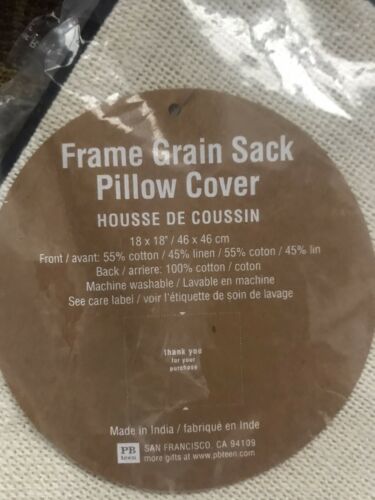 Frame Grain Sack
Pillow Cover
HOUSSE DE COUSSIN
18 x 18" / 46 x 46 cm
Front / avant: 55% cotton / 45% linen / 55% coton / 45% lin
Back / arriere: 100% cotton / coton
Machine washable / Lavable en machine
See care label / voir l'étiquette de soin de lavage
thank you
for your
purchase
Made in India / fabriqué en Inde
PB
teen
SAN FRANCISCO, CA 94109
more gifts at www.pbteen.com